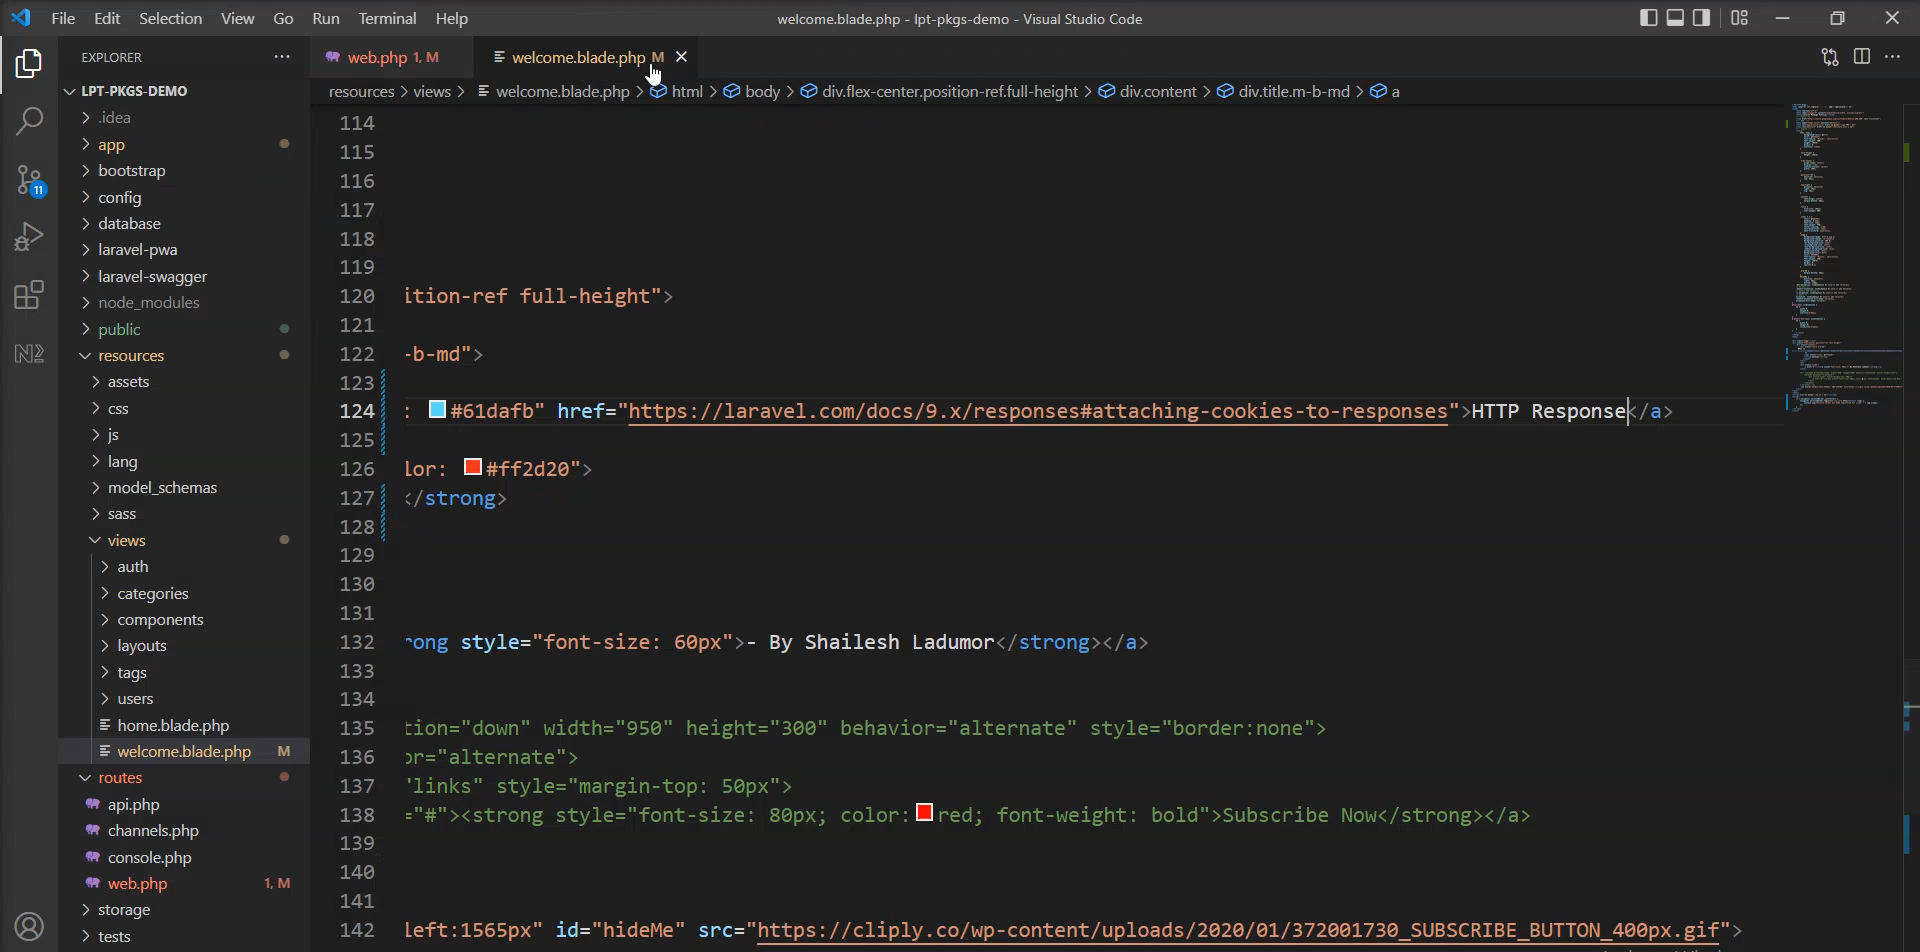 File Edit Selection View Go Run Terminal Help
welcome.blade.php - lpt-pkgs-demo - Visual Studio Code
EXPLORER
LPT-PKGS-DEMO
.idea
app
bootstrap
config
database
laravel-pwa
laravel-swagger
node_modules
public
resources
assets
css
js
lang
model_schemas
sass
views
auth
categories
components
layouts
tags
users
home.blade.php
welcome.blade.php M
routes
api.php
channels.php
console.php
web.php 1, M
storage
tests
11
web.php 1, M
welcome.blade.php M
resources > views > welcome.blade.php > html > body > div.flex-center.position-ref.full-height > div.content > div.title.m-b-md > a
114
115
116
117
118
119
120 ition-ref full-height">
121
122 -b-md">
123
124 : #61dafb" href="https://laravel.com/docs/9.x/responses#attaching-cookies-to-responses">HTTP Response</a>
125
126 lor: #ff2d20">
127 </strong>
128
129
130
131
132 rong style="font-size: 60px">- By Shailesh Ladumor</strong></a>
133
134
135 tion="down" width="950" height="300" behavior="alternate" style="border:none">
136 or="alternate">
137 "links" style="margin-top: 50px">
138 ="#"><strong style="font-size: 80px; color: red; font-weight: bold">Subscribe Now</strong></a>
139
140
141
142 left:1565px" id="hideMe" src="https://cliply.co/wp-content/uploads/2020/01/372001730_SUBSCRIBE_BUTTON_400px.gif">